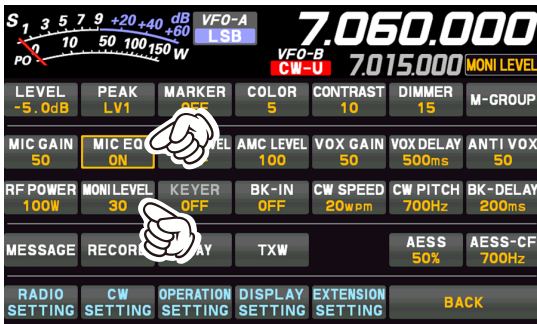 S 1 3 5 7 9 +20 +40 +60 dB
PO 0 10 50 100 150 W
VFO-A
LSB
7.060.000
VFO-B
CW-U 7.015.000 MONI LEVEL
LEVEL PEAK MARKER COLOR CONTRAST DIMMER M-GROUP
-5.0dB LV1 OFF 5 10 15
MIC GAIN MIC EQ AMC LEVEL VOX GAIN VOX DELAY ANTI VOX
50 ON 100 50 500ms 50
RF POWER MONI LEVEL KEYER BK-IN CW SPEED CW PITCH BK-DELAY
100W 30 OFF OFF 20wpm 700Hz 200ms
MESSAGE RECORD TXW AESS AESS-CF
50% 700Hz
RADIO CW OPERATION DISPLAY EXTENSION BACK
SETTING SETTING SETTING SETTING SETTING